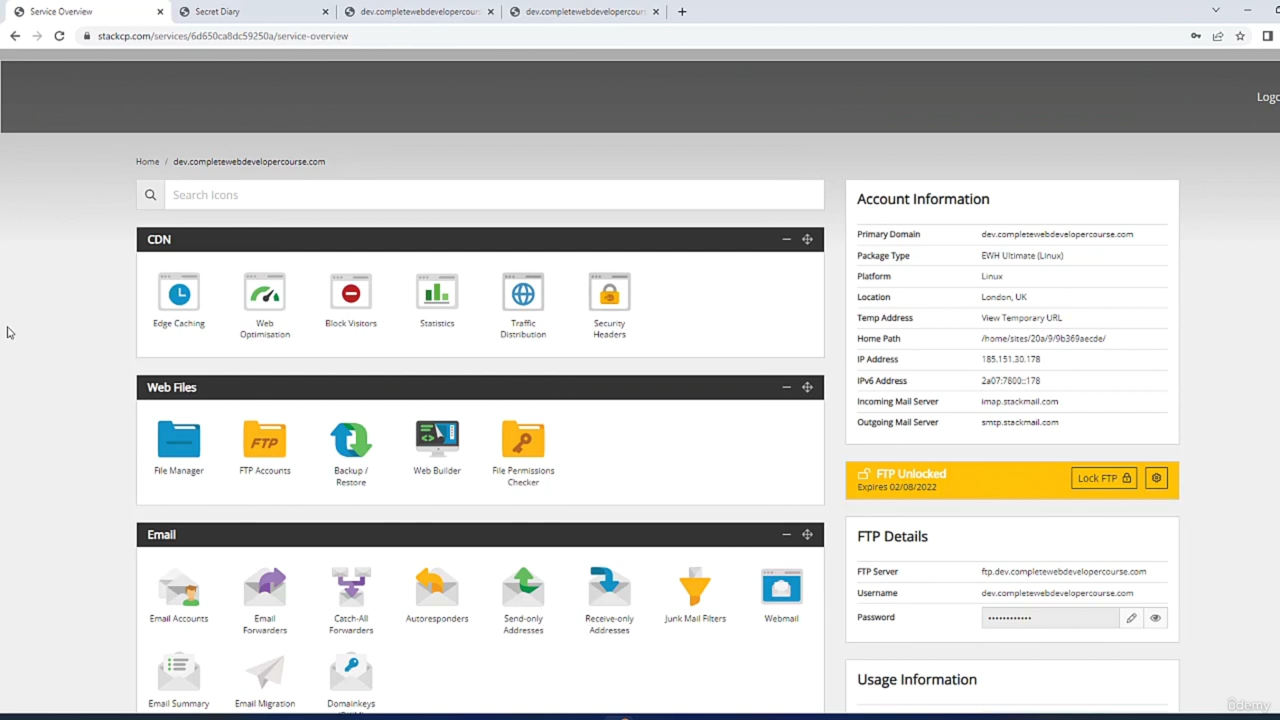 Service Overview
Secret Diary
dev.completewebdevelopercours
dev.completewebdevelopercours
stackcp.com/services/6d650ca8dc59250a/service-overview
Logo
Home / dev.completewebdevelopercourse.com
Search Icons
CDN
Edge Caching
Web
Optimisation
Block Visitors
Statistics
Traffic
Distribution
Security
Headers
Web Files
FTP
File Manager
FTP Accounts
Backup /
Restore
Web Builder
File Permissions
Checker
Email
Email Accounts
Email
Forwarders
Catch-All
Forwarders
Autoresponders
Send-only
Addresses
Receive-only
Addresses
Junk Mail Filters
Webmail
Email Summary
Email Migration
Domainkeys
Account Information
Primary Domain dev.completewebdevelopercourse.com
Package Type EWH Ultimate (Linux)
Platform Linux
Location London, UK
Temp Address View Temporary URL
Home Path /home/sites/20a/9/9b369aecde/
IP Address 185.151.30.178
IPv6 Address 2a07:7800::178
Incoming Mail Server imap.stackmail.com
Outgoing Mail Server smtp.stackmail.com
FTP Unlocked
Expires 02/08/2022
Lock FTP
FTP Details
FTP Server ftp.dev.completewebdevelopercourse.com
Username dev.completewebdevelopercourse.com
Password ••••••••••••
Usage Information
Udemy